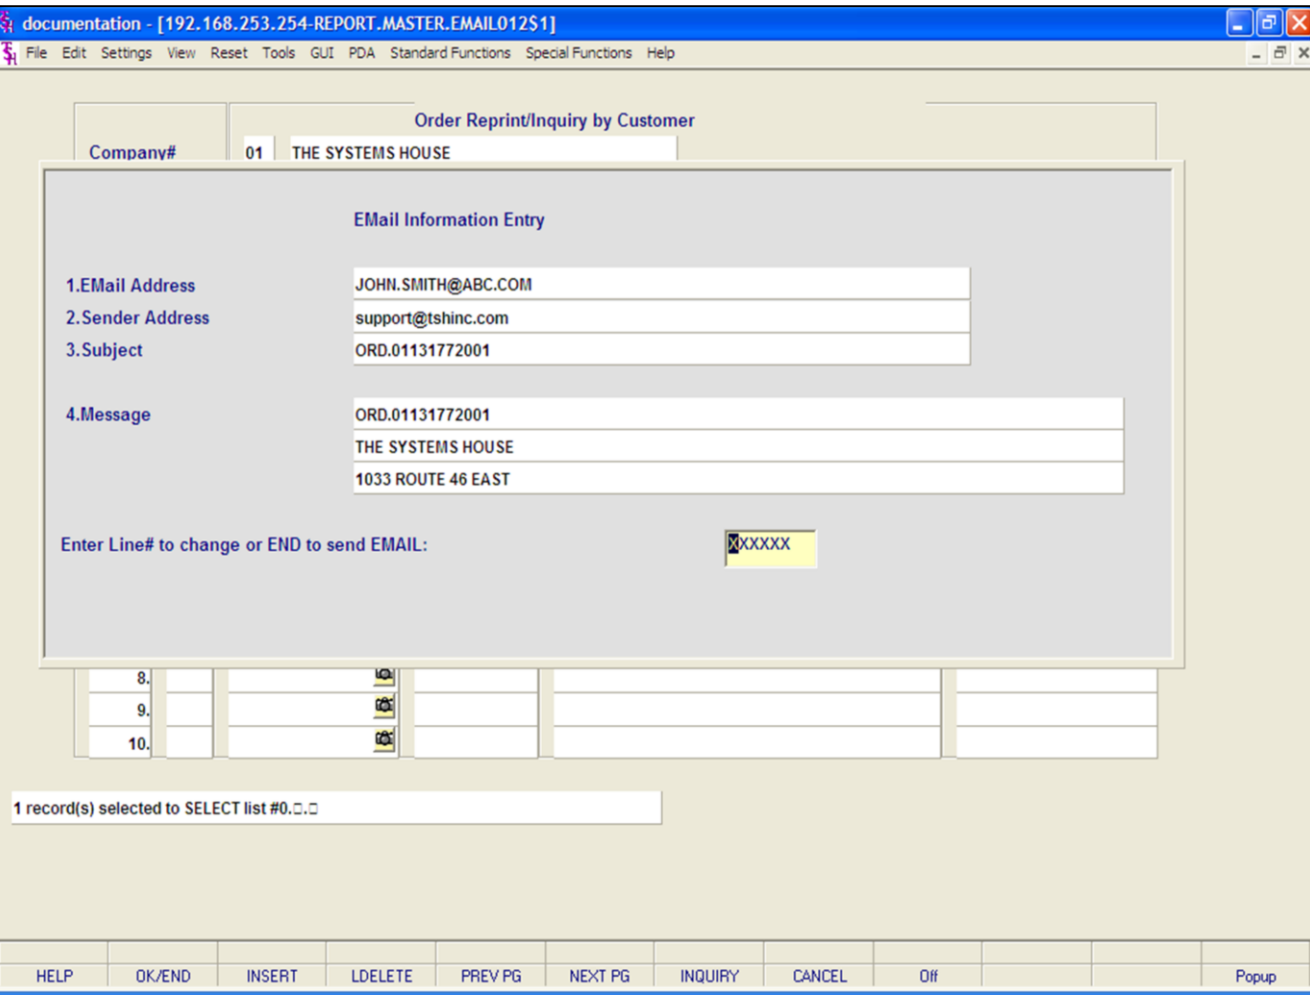 documentation - [192.168.253.254-REPORT.MASTER.EMAIL012$1]
File Edit Settings View Reset Tools GUI PDA Standard Functions Special Functions Help
Order Reprint/Inquiry by Customer
Company# 01 THE SYSTEMS HOUSE
EMail Information Entry
1.EMail Address JOHN.SMITH@ABC.COM
2.Sender Address support@tshinc.com
3.Subject ORD.01131772001
4.Message ORD.01131772001
THE SYSTEMS HOUSE
1033 ROUTE 46 EAST
Enter Line# to change or END to send EMAIL: XXXXXX
8.
9.
10.
1 record(s) selected to SELECT list #0.□.□
HELP OK/END INSERT LDELETE PREV PG NEXT PG INQUIRY CANCEL Off Popup